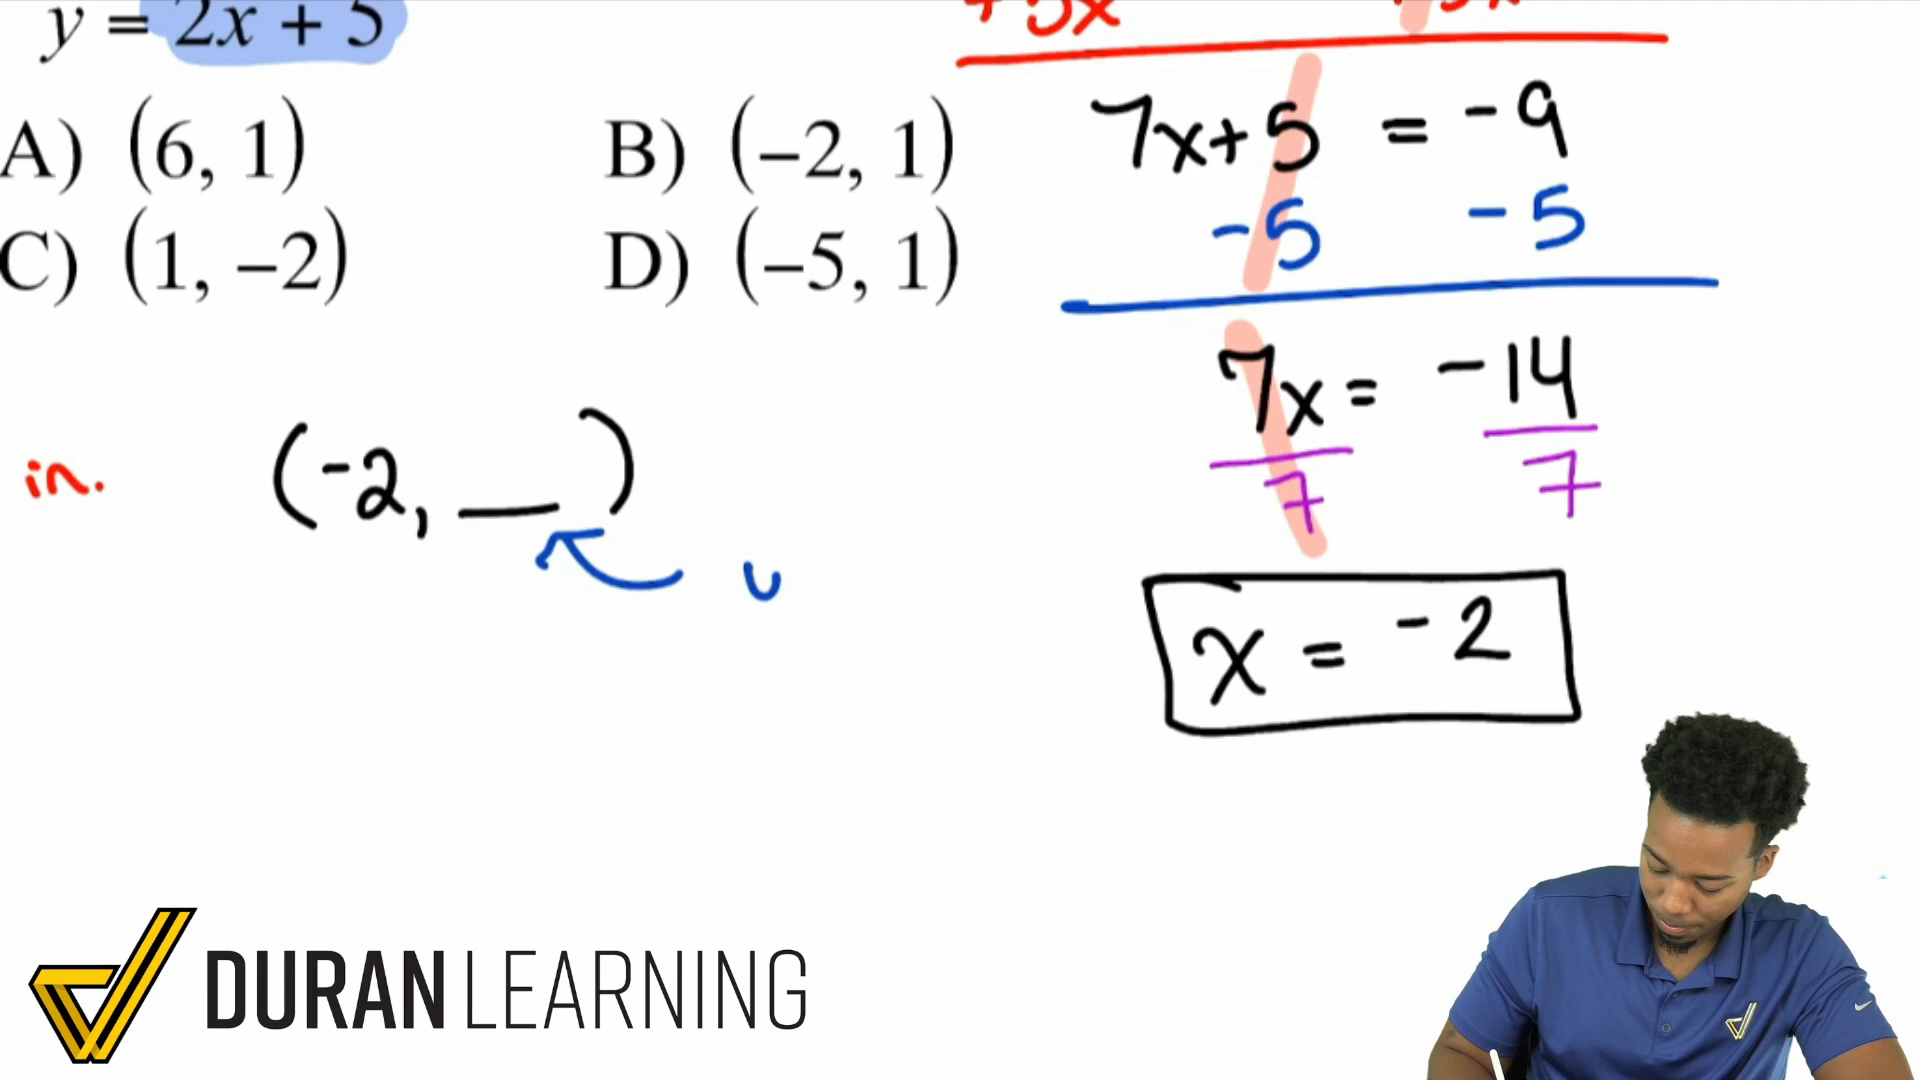 y = 2x + 5
A) (6, 1) B) (−2, 1)
C) (1, −2) D) (−5, 1)
in. (-2, __)
+5x
7x+5 = -9
-5 -5
7x = -14
7 7
x = -2
DURAN LEARNING